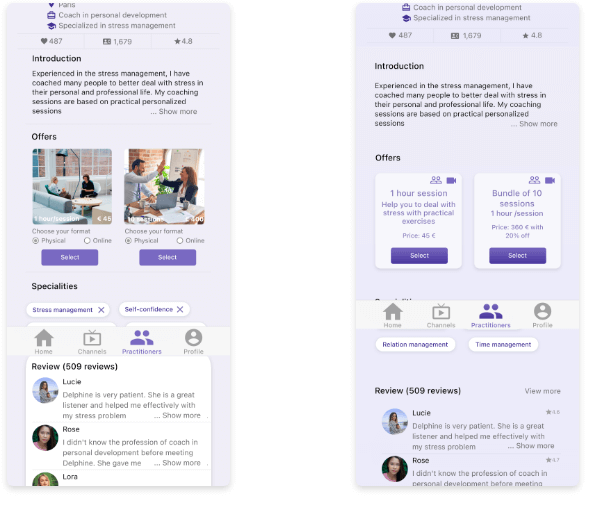 Paris
Coach in personal development
Specialized in stress management
487
1,679
4.8
Introduction
Experienced in the stress management, I have
coached many people to better deal with stress in
their personal and professional life. My coaching
sessions are based on practical personalized
sessions
... Show more
Offers
1 hour/session
€ 45
€ 400
Choose your format
Physical
Online
Select
Choose your format
Physical
Online
Select
Specialities
Stress management
Self-confidence
Home
Channels
Practitioners
Profile
Review (509 reviews)
Lucie
Delphine is very patient. She is a great
listener and helped me effectively with
my stress problem
... Show more
Rose
I didn't know the profession of coach in
personal development before meeting
Delphine. She gave me
... Show more
Lora
Coach in personal development
Specialized in stress management
487
1,679
4.8
Introduction
Experienced in the stress management, I have
coached many people to better deal with stress in
their personal and professional life. My coaching
sessions are based on practical personalized
sessions
... Show more
Offers
1 hour session
Help you to deal with
stress with practical
exercises
Price: 45 €
Select
Bundle of 10
sessions
1 hour /session
Price: 360 € with
20% off
Select
Home
Channels
Practitioners
Profile
Relation management
Time management
Review (509 reviews)
View more
Lucie
Delphine is very patient. She is a great
listener and helped me effectively with
my stress problem
... Show more
Rose
4.7
I didn't know the profession of coach in
personal development before meeting